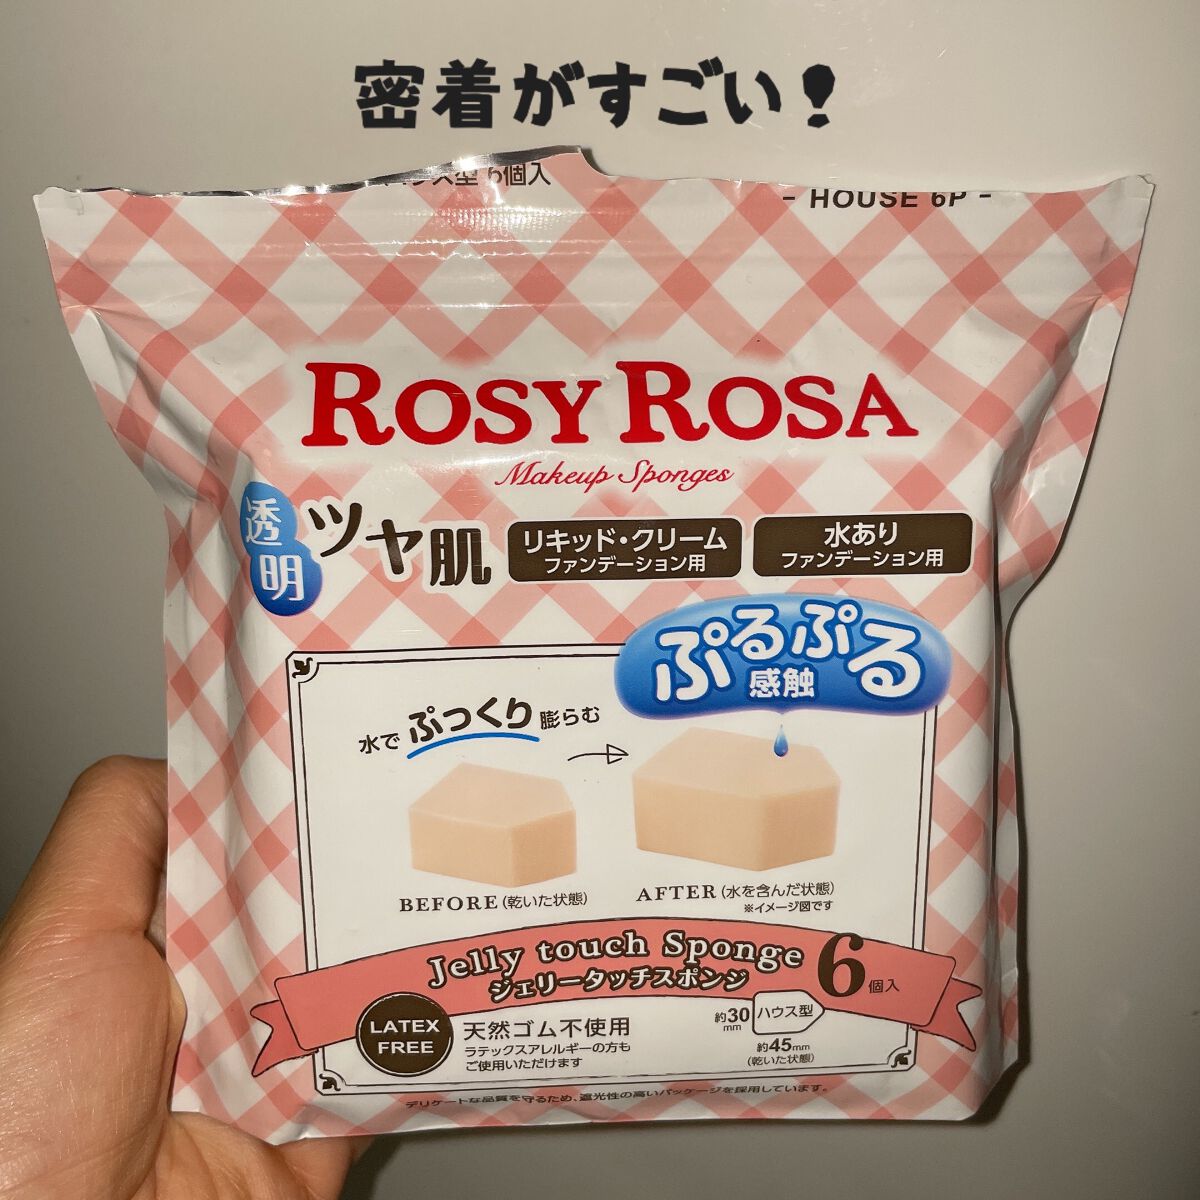 密着がすごい!
ハウス型 6個入
- HOUSE 6P -
ROSY ROSA
Makeup Sponges
透明
ツヤ肌
リキッド・クリーム
ファンデーション用
水あり
ファンデーション用
ぷるぷる
感触
水で ぷっくり 膨らむ
BEFORE (乾いた状態)
AFTER (水を含んだ状態)
※イメージ図です
Jelly touch Sponge
ジェリータッチスポンジ
6個入
LATEX
FREE
天然ゴム不使用
ラテックスアレルギーの方も
ご使用いただけます
約30
mm
ハウス型
約45mm
(乾いた状態)
デリケートな品質を守るため、遮光性の高いパッケージを採用しています。